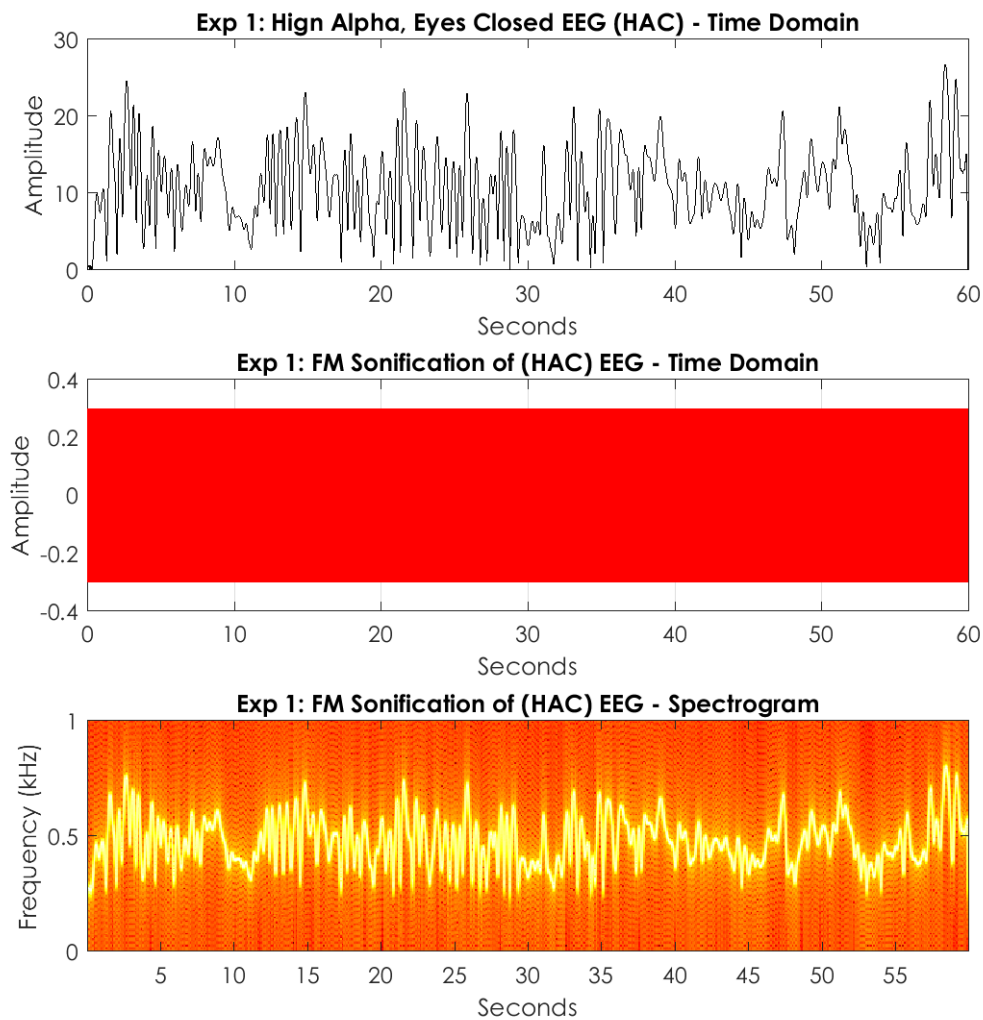 Exp 1: Hign Alpha, Eyes Closed EEG (HAC) - Time Domain
30
20
10
0
Amplitude
0 10 20 30 40 50 60
Seconds
Exp 1: FM Sonification of (HAC) EEG - Time Domain
0.4
0.2
0
-0.2
-0.4
Amplitude
0 10 20 30 40 50 60
Seconds
Exp 1: FM Sonification of (HAC) EEG - Spectrogram
1
0.5
0
Frequency (kHz)
5 10 15 20 25 30 35 40 45 50 55
Seconds